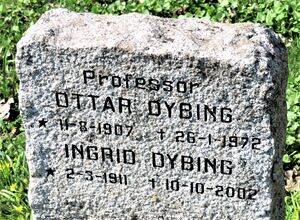 Professor
OTTAR DYBING
* 11-8-1907 † 26-1-1972
INGRID DYBING
* 2-3-1911 † 10-10-2002